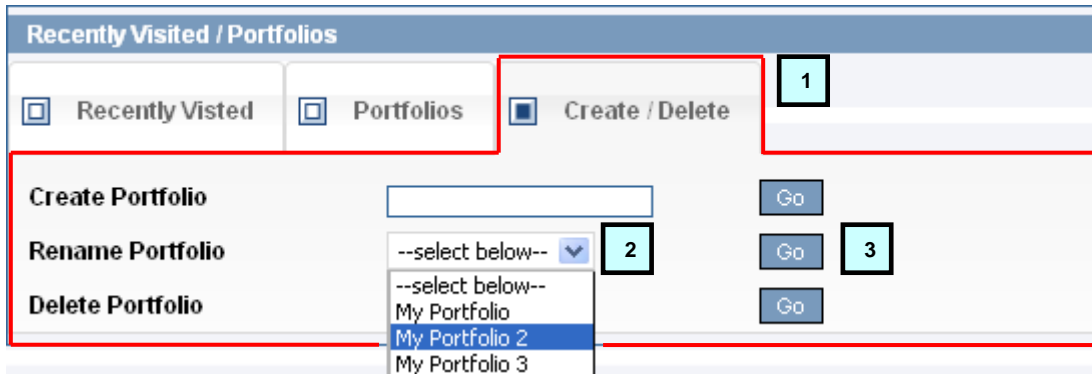 Recently Visited / Portfolios
Recently Visted Portfolios Create / Delete 1
Create Portfolio Go
Rename Portfolio --select below-- 2 Go 3
--select below--
Delete Portfolio My Portfolio Go
My Portfolio 2
My Portfolio 3